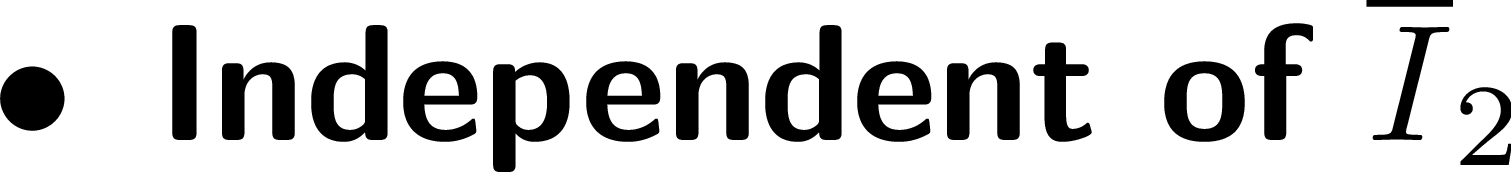 • Independent of $\overline{I}_2$